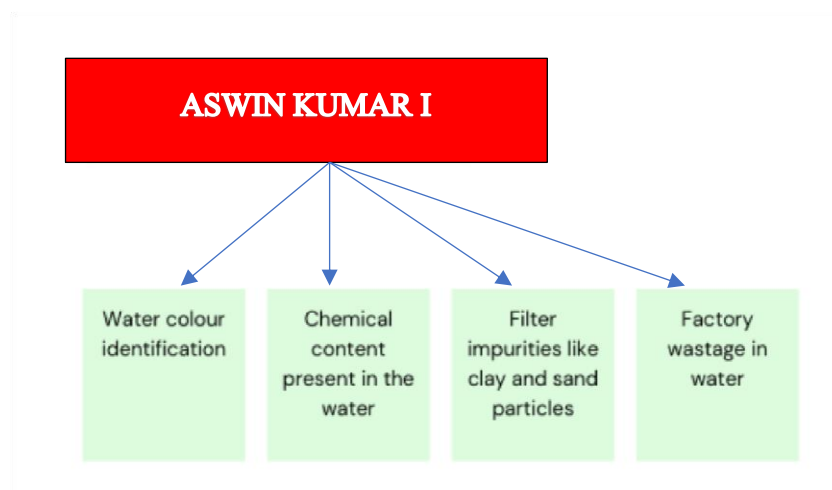 ASWIN KUMAR I
Water colour
identification
Chemical
content
present in the
water
Filter
impurities like
clay and sand
particles
Factory
wastage in
water